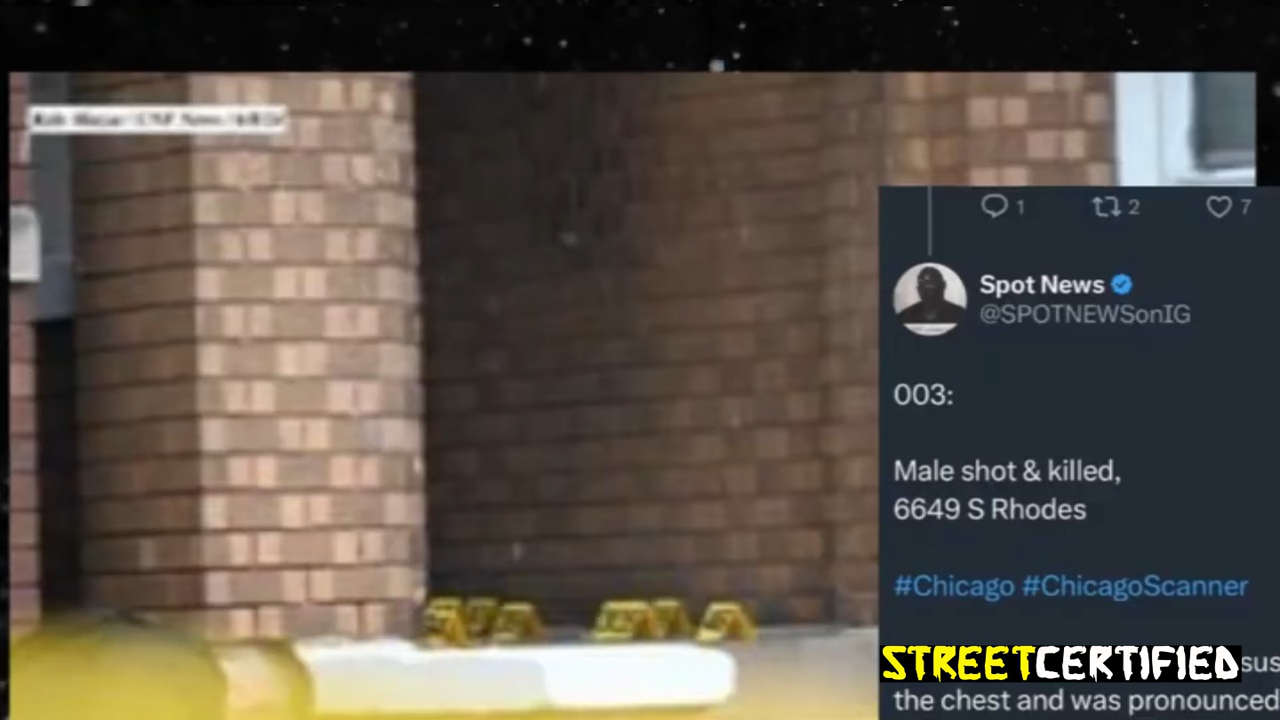 1 2 7
Spot News
@SPOTNEWSonIG
003:
Male shot & killed,
6649 S Rhodes
#Chicago #ChicagoScanner
STREETCERTIFIED
sus
the chest and was pronounced